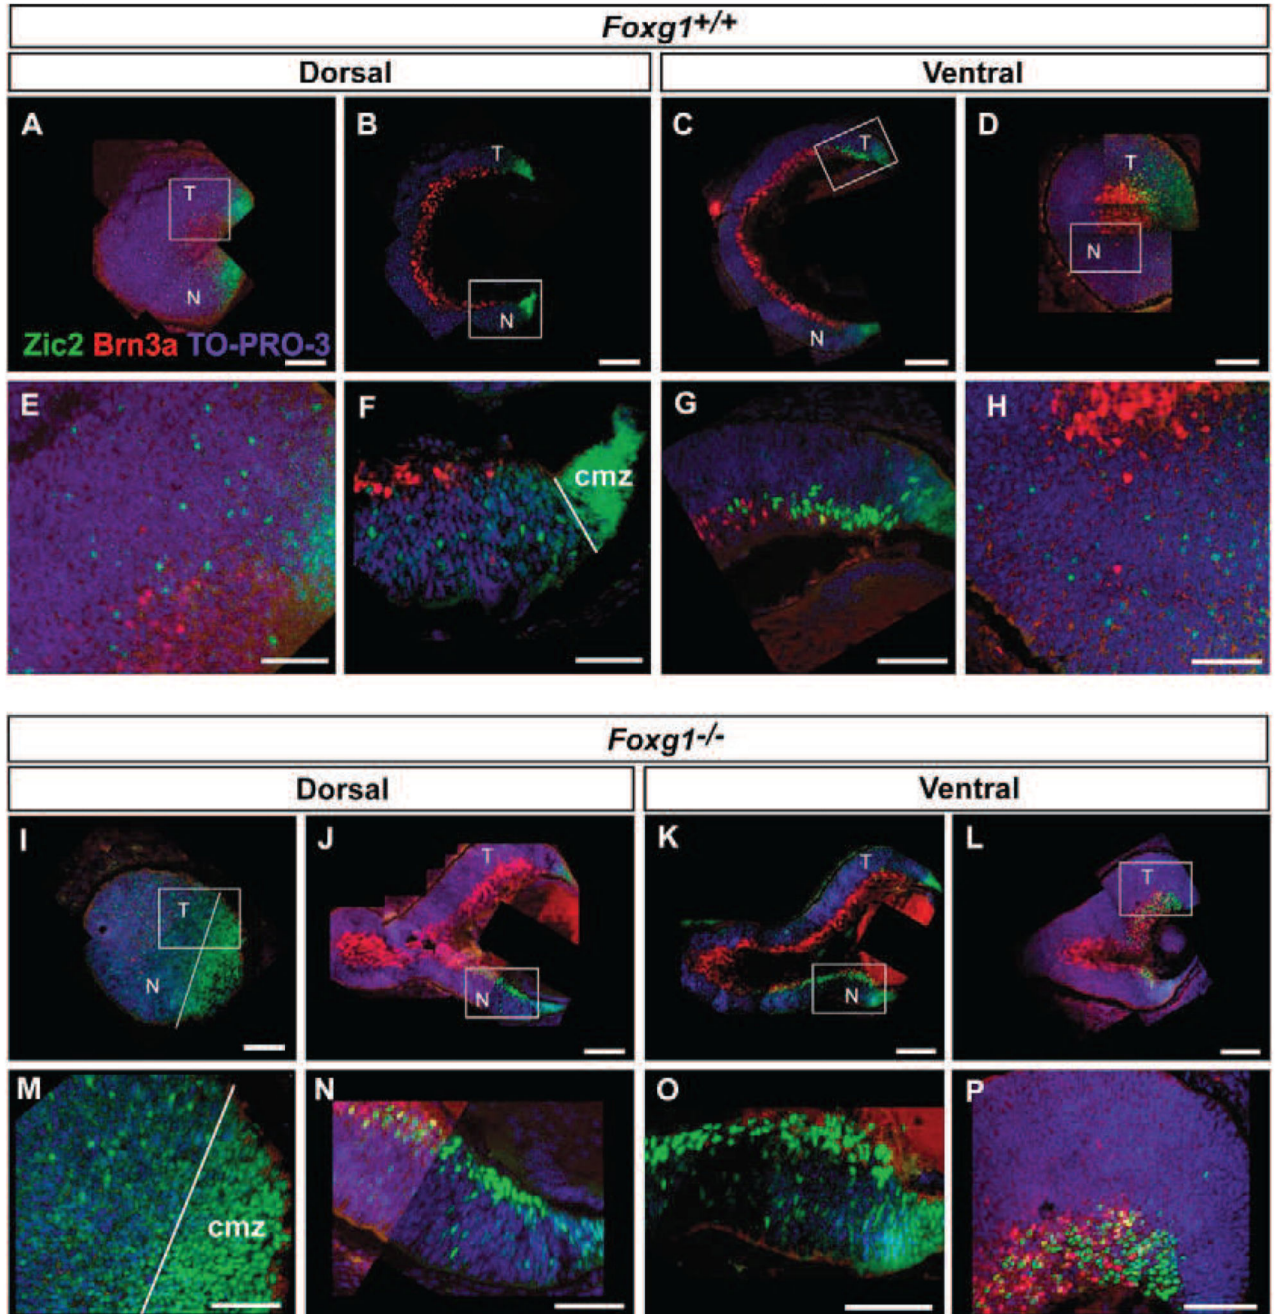 Foxg1+/+
Dorsal Ventral
A B C D
T T T T
N N N N
Zic2 Brn3a TO-PRO-3
E F G H
cmz
Foxg1-/-
Dorsal Ventral
I J K L
T T T T
N N N
M N O P
cmz